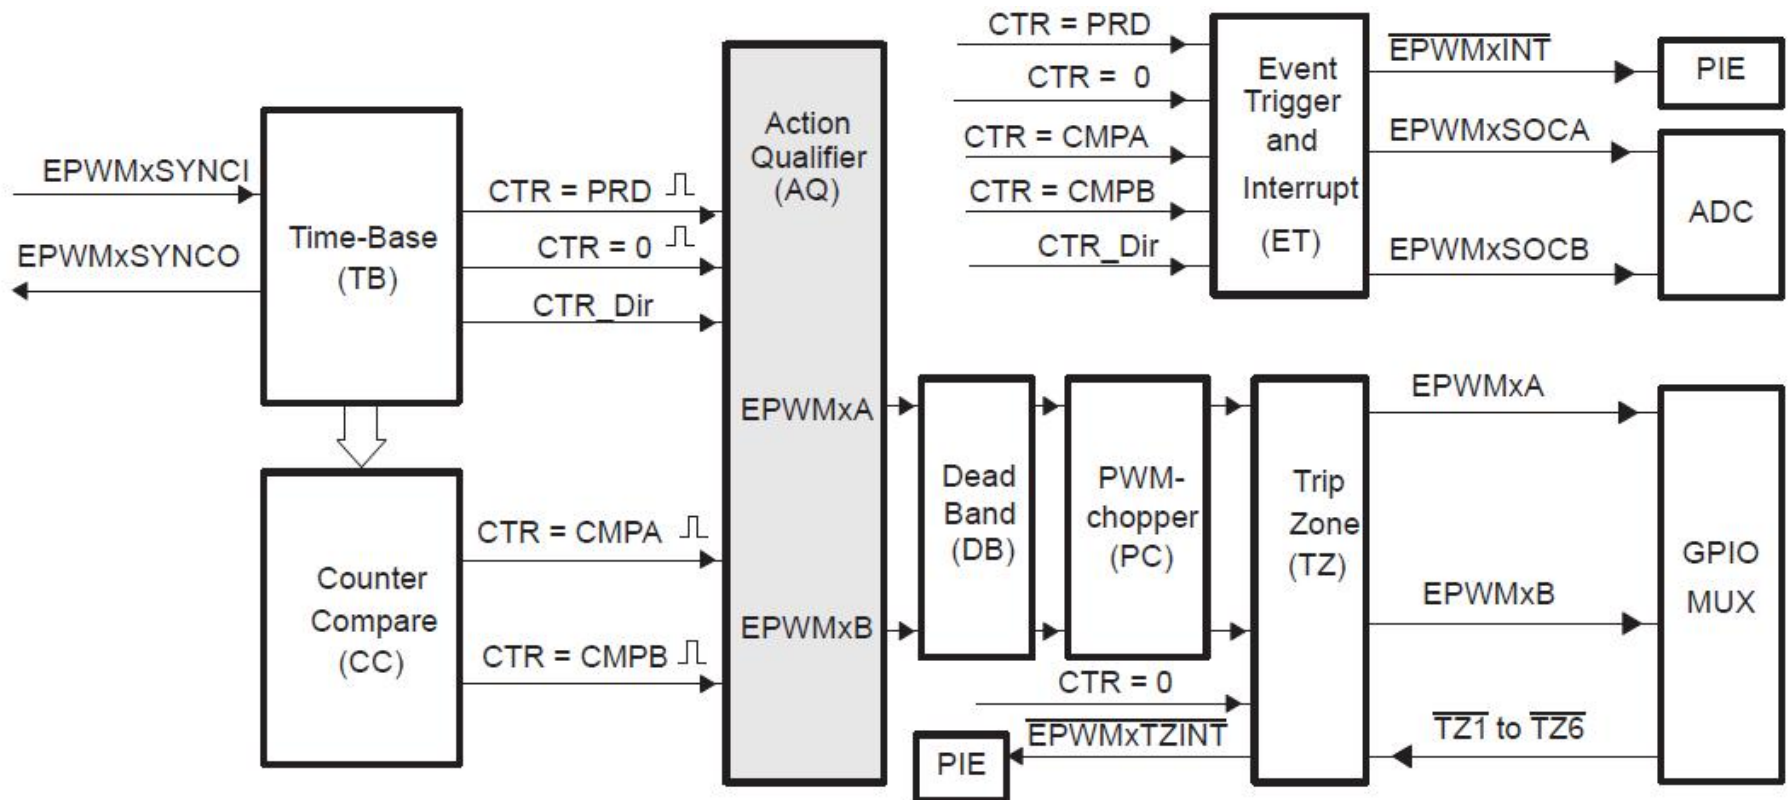 EPWMxSYNCI
EPWMxSYNCO
Time-Base
(TB)
CTR = PRD
CTR = 0
CTR_Dir
Counter
Compare
(CC)
CTR = CMPA
CTR = CMPB
Action
Qualifier
(AQ)
EPWMxA
EPWMxB
CTR = PRD
CTR = 0
CTR = CMPA
CTR = CMPB
CTR_Dir
Event
Trigger
and
Interrupt
(ET)
EPWMxINT
EPWMxSOCA
EPWMxSOCB
PIE
ADC
Dead
Band
(DB)
PWM-
chopper
(PC)
Trip
Zone
(TZ)
CTR = 0
EPWMxTZINT
PIE
EPWMxA
EPWMxB
TZ1 to TZ6
GPIO
MUX